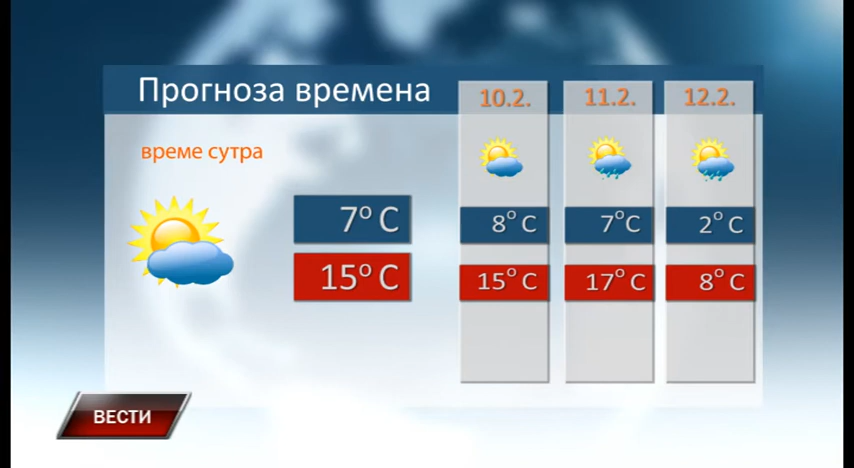 Прогноза времена
време сутра
7° C
15° C
10.2.
8° C
15° C
11.2.
7°C
17° C
12.2.
2° C
8° C
ВЕСТИ